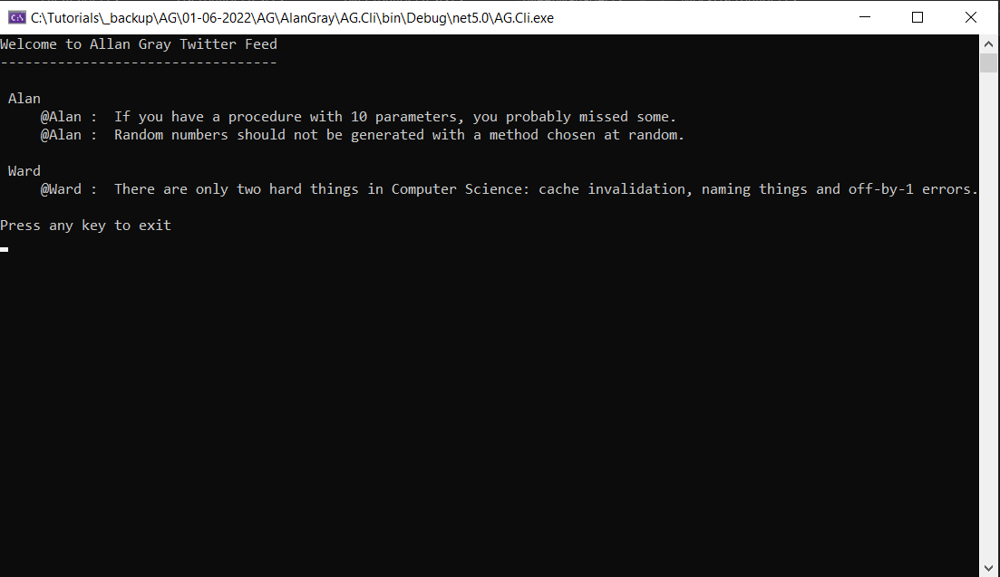 C:\Tutorials\_backup\AG\01-06-2022\AG\AlanGray\AG.Cli\bin\Debug\net5.0\AG.Cli.exe
Welcome to Allan Gray Twitter Feed
----------------------------------
Alan
@Alan :  If you have a procedure with 10 parameters, you probably missed some.
@Alan :  Random numbers should not be generated with a method chosen at random.
Ward
@Ward :  There are only two hard things in Computer Science: cache invalidation, naming things and off-by-1 errors.
Press any key to exit